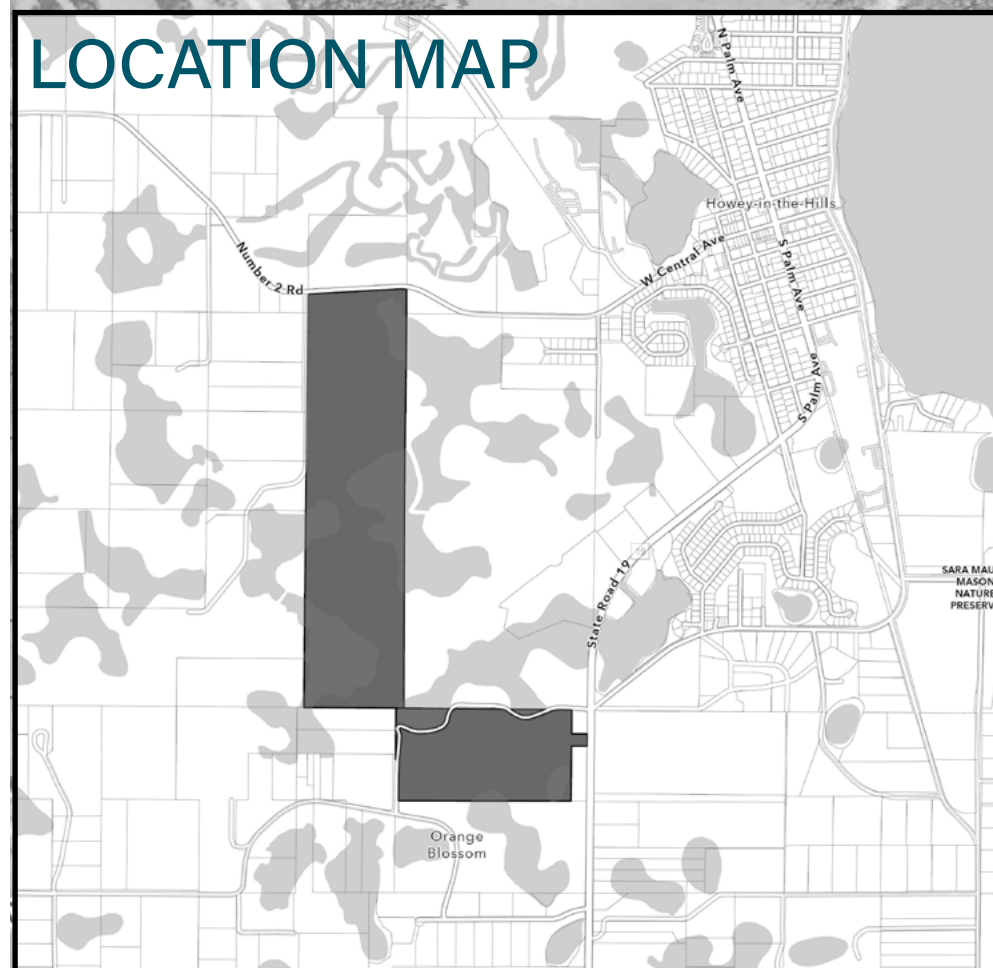 LOCATION MAP
N Palm Ave
Howey-in-the-Hills
W Central Ave
Number 2 Rd
S Palm Ave
S Palm Ave
19
State Road 19
SARA MAU
MASON
NATURE
PRESERV
Orange
Blossom